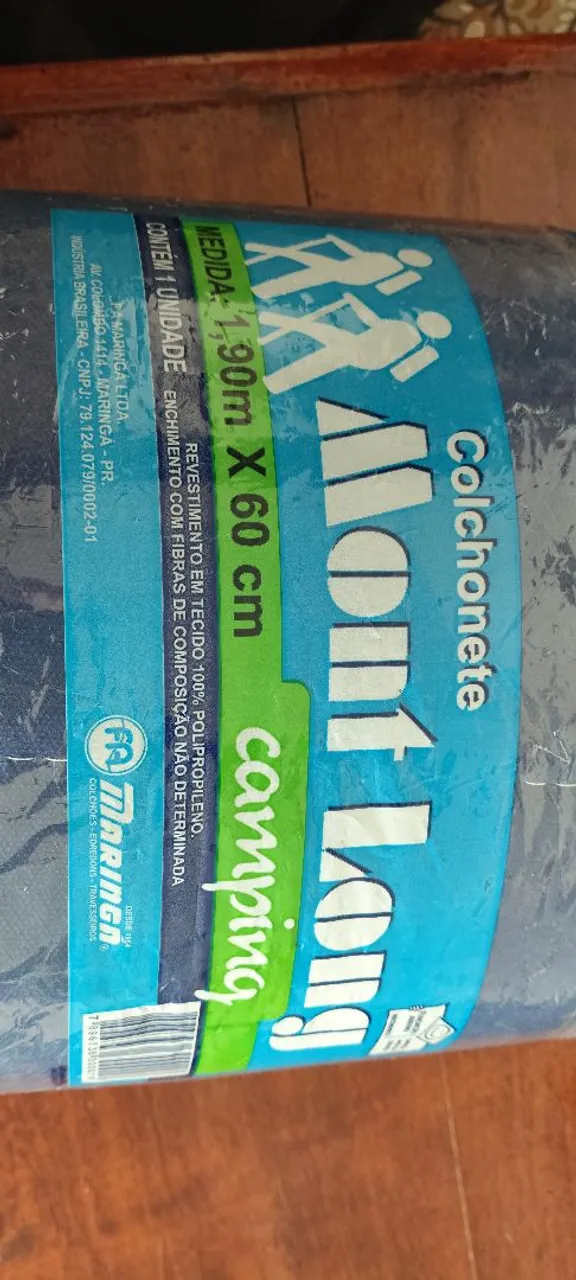 Colchonete
Mont Long
camping
MEDIDA: 1,90m X 60 cm
CONTÉM 1 UNIDADE
REVESTIMENTO EM TECIDO 100% POLIPROPILENO.
ENCHIMENTO COM FIBRAS DE COMPOSIÇÃO NÃO DETERMINADA
MARINGÁ LTDA.
AV. COLOMBO 1414 - MARINGÁ - PR.
INDÚSTRIA BRASILEIRA - CNPJ: 79.124.079/0002-01
DESDE 1954
MARINGÁ®
COLCHÕES - EDREDONS - TRAVESSEIROS